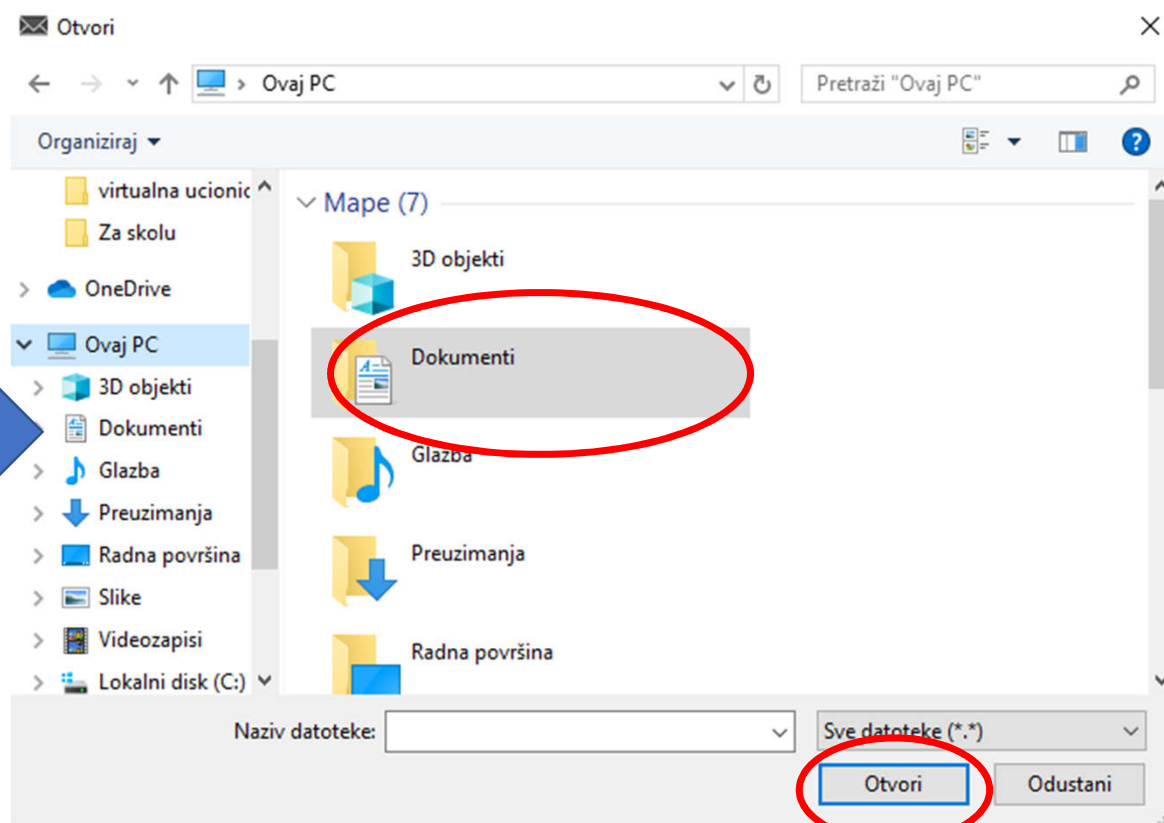 Otvori
Ovaj PC
Pretraži "Ovaj PC"
Organiziraj
virtualna ucionic
Za skolu
OneDrive
Ovaj PC
3D objekti
Dokumenti
Glazba
Preuzimanja
Radna površina
Slike
Videozapisi
Lokalni disk (C:)
Mape (7)
3D objekti
Dokumenti
Glazba
Preuzimanja
Radna površina
Naziv datoteke:
Sve datoteke (*.*)
Otvori
Odustani